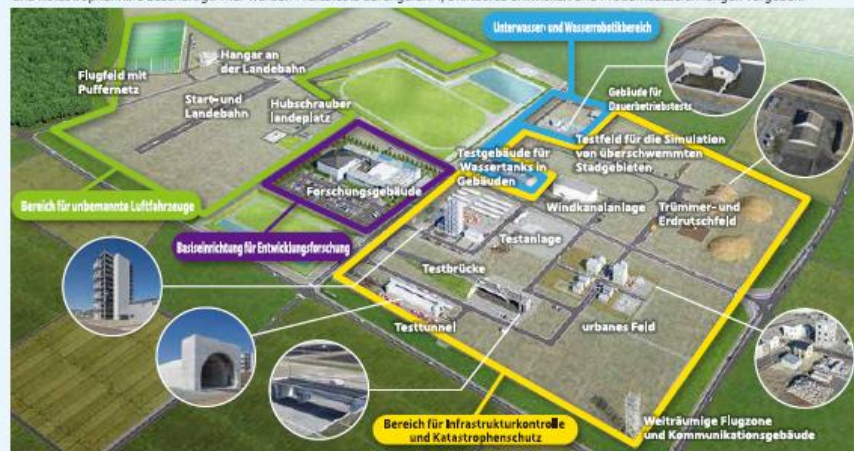 Unterwasser- und Wasserrobotikbereich
Flugfeld mit
Puffernetz
Hangar an
der Landebahn
Start- und
Landebahn
Hubschrauber
landeplatz
Gebäude für
Dauerbetriebstests
Testgebäude für
Wassertanks in
Gebäuden
Testfeld für die Simulation
von überschwemmten
Stadgebieten
Forschungsgebäude
Windkanalanlage
Trümmer- und
Erdrutschfeld
Bereich für unbemannte Luftfahrzeuge
Basiseinrichtung für Entwicklungsforschung
Testanlage
Testbrücke
Testtunnel
urbanes Feld
Bereich für Infrastrukturkontrolle
und Katastrophenschutz
Weiträumige Flugzone
und Kommunikationsgebäude